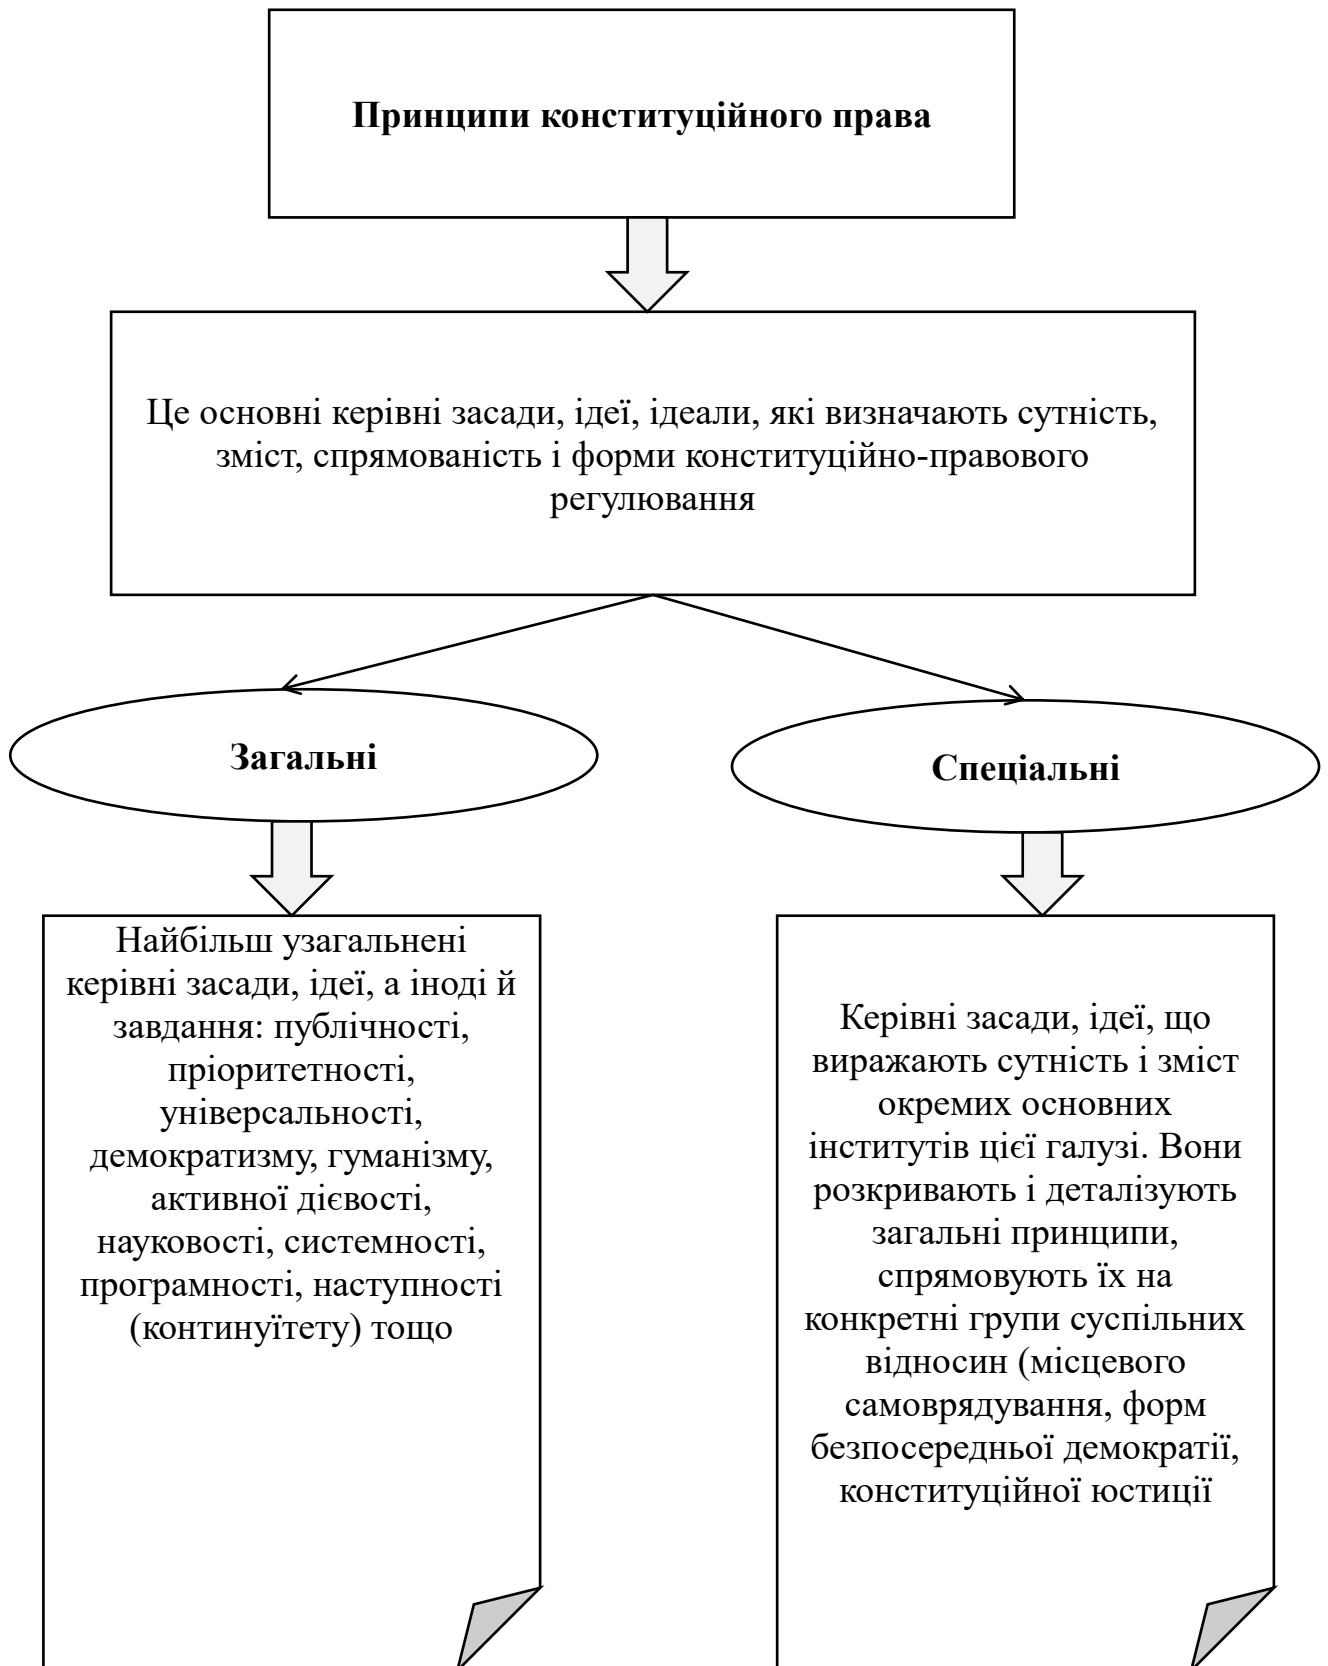 Принципи конституційного права
Це основні керівні засади, ідеї, ідеали, які визначають сутність,
зміст, спрямованість і форми конституційно-правового
регулювання
Загальні
Спеціальні
Найбільш узагальнені
керівні засади, ідеї, а іноді й
завдання: публічності,
пріоритетності,
універсальності,
демократизму, гуманізму,
активної дієвості,
науковості, системності,
програмності, наступності
(континуїтету) тощо
Керівні засади, ідеї, що
виражають сутність і зміст
окремих основних
інститутів цієї галузі. Вони
розкривають і деталізують
загальні принципи,
спрямовують їх на
конкретні групи суспільних
відносин (місцевого
самоврядування, форм
безпосередньої демократії,
конституційної юстиції